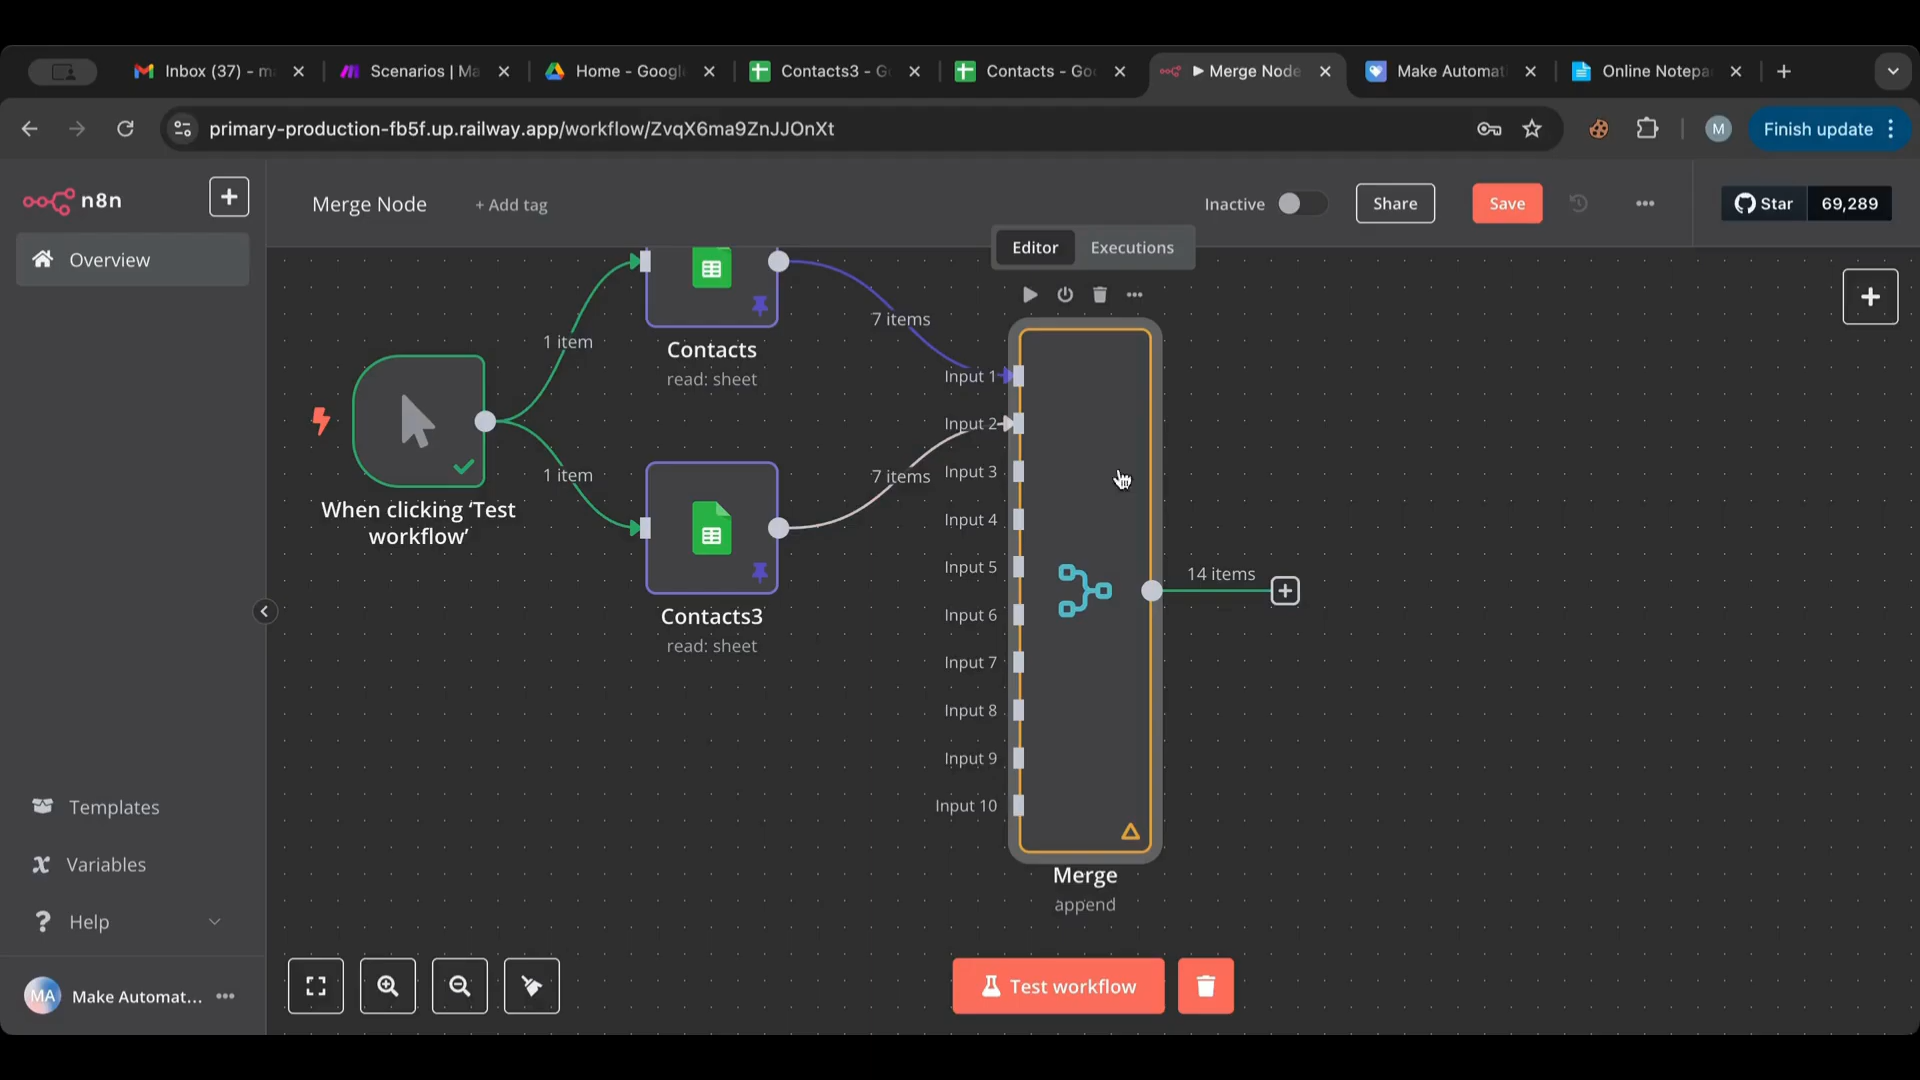 Inbox (37) - m
Scenarios | Ma
Home - Google
Contacts3 - G
Contacts - Goo
Merge Node
Make Automat
Online Notepa
primary-production-fb5f.up.railway.app/workflow/ZvqX6ma9ZnJJOnXt
M
Finish update
n8n
Merge Node
+ Add tag
Inactive
Share
Save
Star
69,289
Overview
Editor
Executions
1 item
7 items
Contacts
read: sheet
Input 1
Input 2
1 item
7 items
Input 3
When clicking ‘Test
workflow’
Input 4
Input 5
14 items
Contacts3
read: sheet
Input 6
Input 7
Input 8
Input 9
Input 10
Merge
append
Templates
Variables
Help
MA
Make Automat...
Test workflow